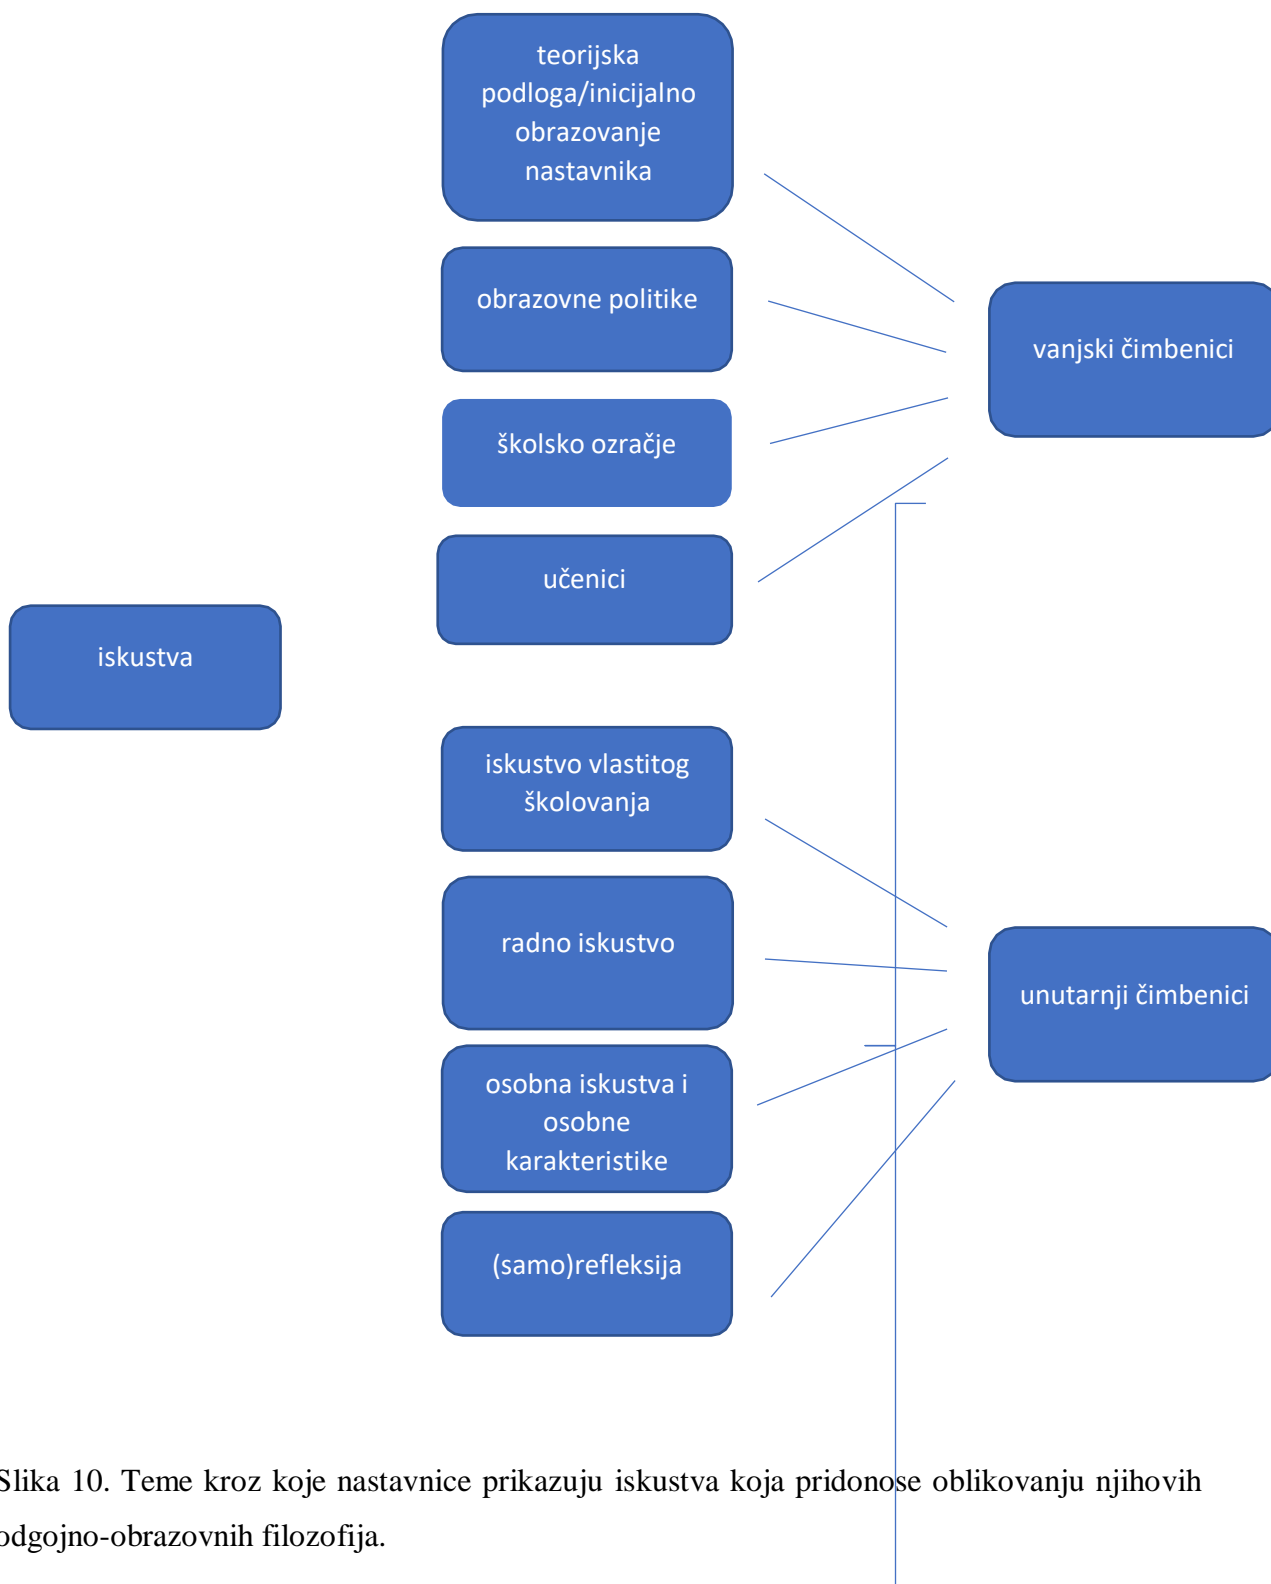 teorijska
podloga/inicijalno
obrazovanje
nastavnika
obrazovne politike
vanjski čimbenici
školsko ozračje
učenici
iskustva
iskustvo vlastitog
školovanja
radno iskustvo
unutarnji čimbenici
osobna iskustva i
osobne
karakteristike
(samo)refleksija
Slika 10. Teme kroz koje nastavnice prikazuju iskustva koja pridonose oblikovanju njihovih
odgojno-obrazovnih filozofija.